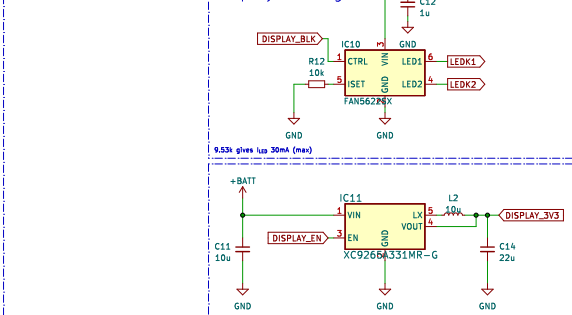 C12
1u
DISPLAY_BLK
IC10
GND
3
VIN
1
CTRL
LED1
6
LEDK1
R12
10k
5
ISET
LED2
4
LEDK2
GND
GND
GND
9.53k gives ILED 30mA (max)
+BATT
IC11
L2
10u
1
VIN
LX
5
DISPLAY_3V3
VOUT
4
DISPLAY_EN
3
EN
GND
C11
10u
XC9266A331MR-G
C14
22u
GND
GND
GND